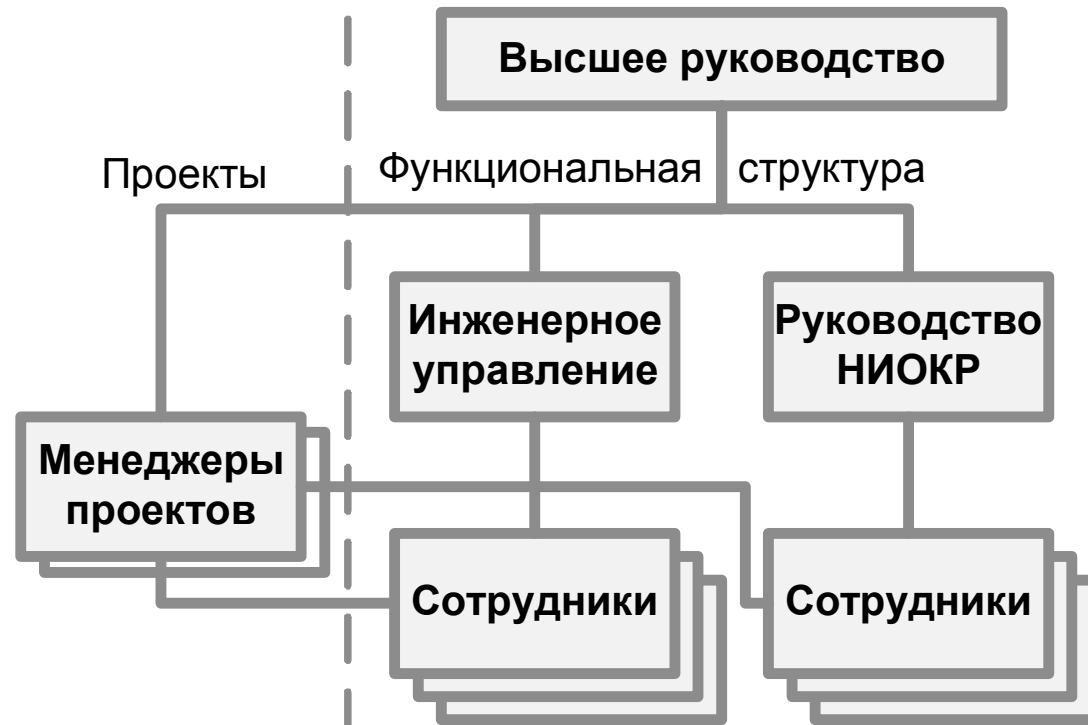 Высшее руководство
Проекты
Функциональная структура
Инженерное
управление
Руководство
НИОКР
Менеджеры
проектов
Сотрудники
Сотрудники